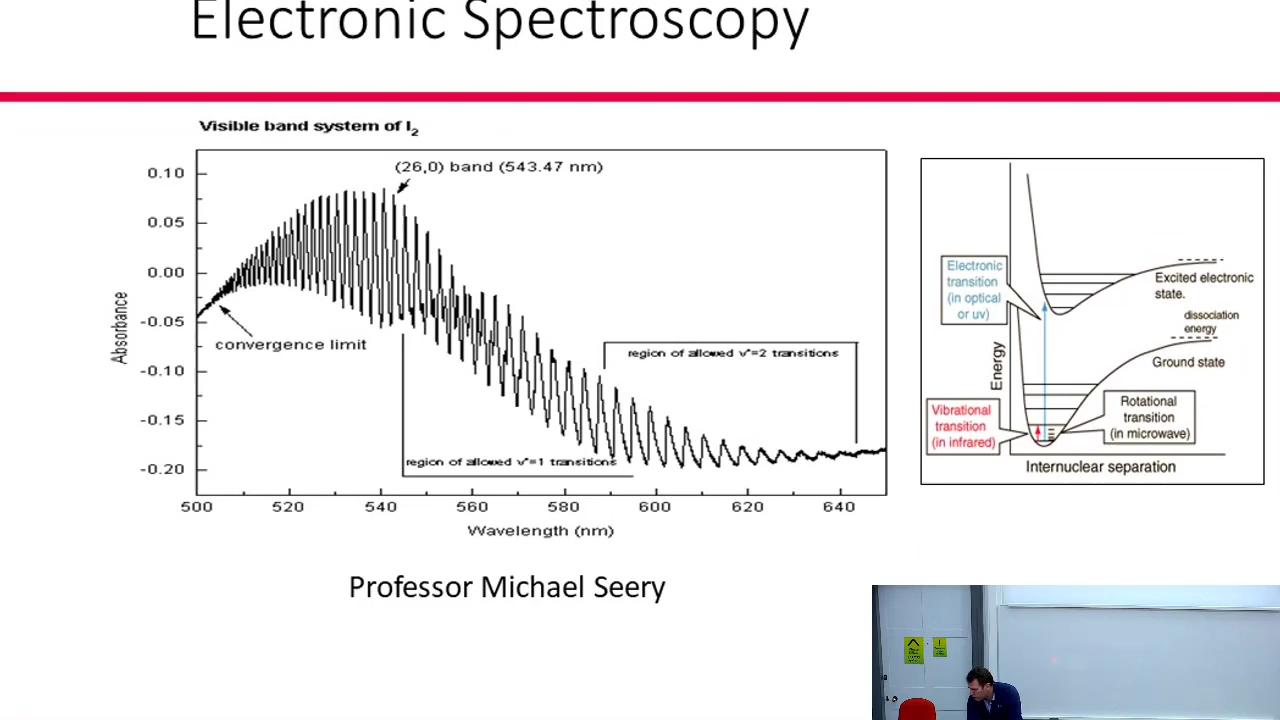 Electronic Spectroscopy
Visible band system of I₂
(26,0) band (543.47 nm)
0.10
0.05
0.00
-0.05
-0.10
-0.15
-0.20
Absorbance
convergence limit
region of allowed v"=2 transitions
region of allowed v"=1 transitions
500 520 540 560 580 600 620 640
Wavelength (nm)
Electronic
transition
(in optical
or uv)
Excited electronic
state.
dissociation
energy
Ground state
Energy
Vibrational
transition
(in infrared)
Rotational
transition
(in microwave)
Internuclear separation
Professor Michael Seery